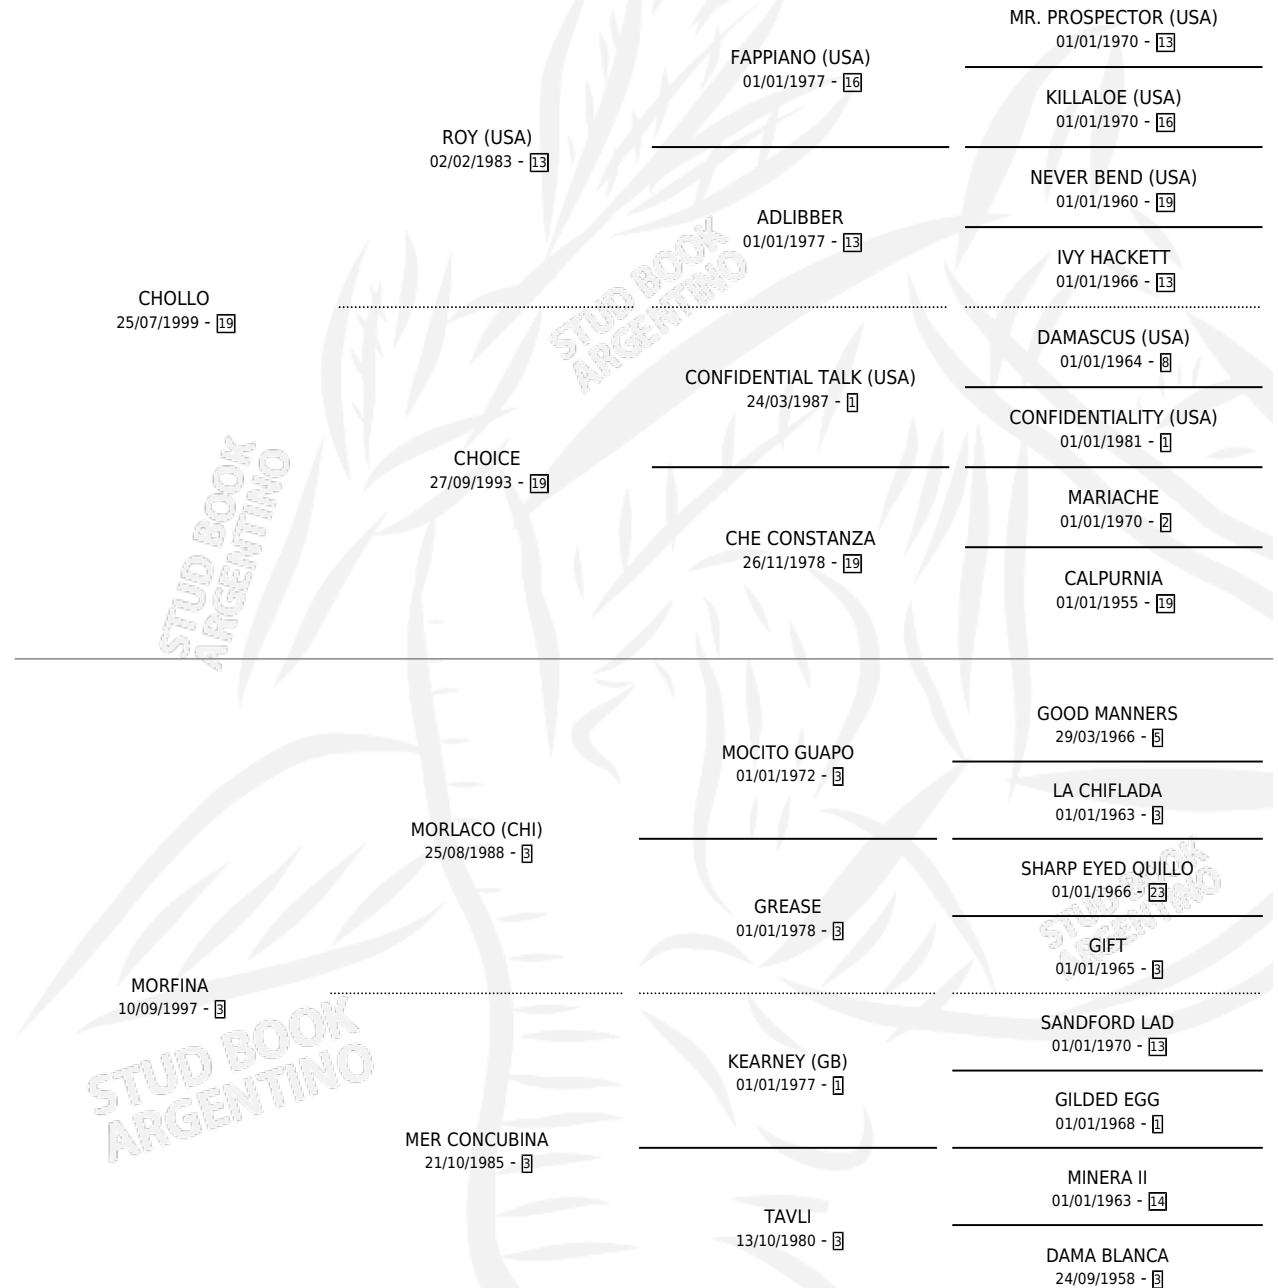 MR. PROSPECTOR (USA)
01/01/1970 - 13
FAPPIANO (USA)
01/01/1977 - 16
KILLALOE (USA)
01/01/1970 - 16
ROY (USA)
02/02/1983 - 13
NEVER BEND (USA)
01/01/1960 - 19
ADLIBBER
01/01/1977 - 13
IVY HACKETT
01/01/1966 - 13
CHOLLO
25/07/1999 - 19
DAMASCUS (USA)
01/01/1964 - 8
CONFIDENTIAL TALK (USA)
24/03/1987 - 1
CONFIDENTIALITY (USA)
01/01/1981 - 1
CHOICE
27/09/1993 - 19
MARIACHE
01/01/1970 - 2
CHE CONSTANZA
26/11/1978 - 19
CALPURNIA
01/01/1955 - 19
GOOD MANNERS
29/03/1966 - 5
MOCITO GUAPO
01/01/1972 - 3
LA CHIFLADA
01/01/1963 - 3
MORLACO (CHI)
25/08/1988 - 3
SHARP EYED QUILLO
01/01/1966 - 23
GREASE
01/01/1978 - 3
GIFT
01/01/1965 - 3
MORFINA
10/09/1997 - 3
SANDFORD LAD
01/01/1970 - 13
KEARNEY (GB)
01/01/1977 - 1
GILDED EGG
01/01/1968 - 1
MER CONCUBINA
21/10/1985 - 3
MINERA II
01/01/1963 - 14
TAVLI
13/10/1980 - 3
DAMA BLANCA
24/09/1958 - 3
STUD BOOK
ARGENTINO
STUD BOOK
ARGENTINO
STUD BOOK
ARGENTINO
STUD BOOK
ARGENTINO